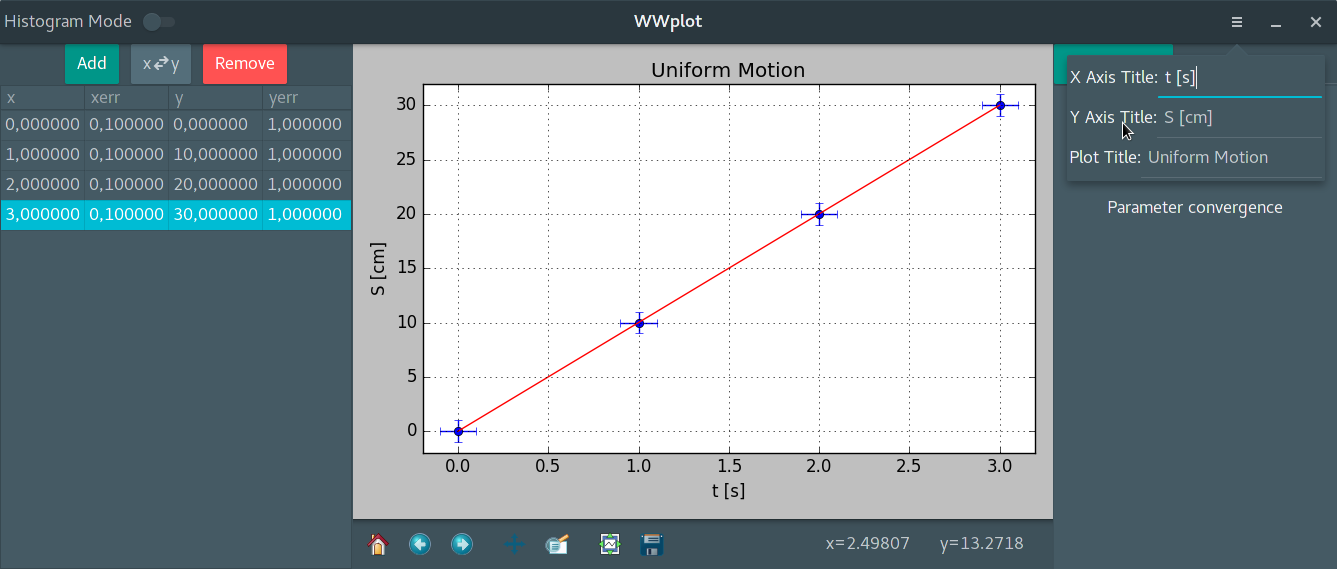 Histogram Mode
WWplot
Add
x⇄y
Remove
x xerr y yerr
0,000000 0,100000 0,000000 1,000000
1,000000 0,100000 10,000000 1,000000
2,000000 0,100000 20,000000 1,000000
3,000000 0,100000 30,000000 1,000000
Uniform Motion
30
25
20
15
10
5
0
S [cm]
0.0 0.5 1.0 1.5 2.0 2.5 3.0
t [s]
x=2.49807 y=13.2718
X Axis Title: t [s]
Y Axis Title: S [cm]
Plot Title: Uniform Motion
Parameter convergence